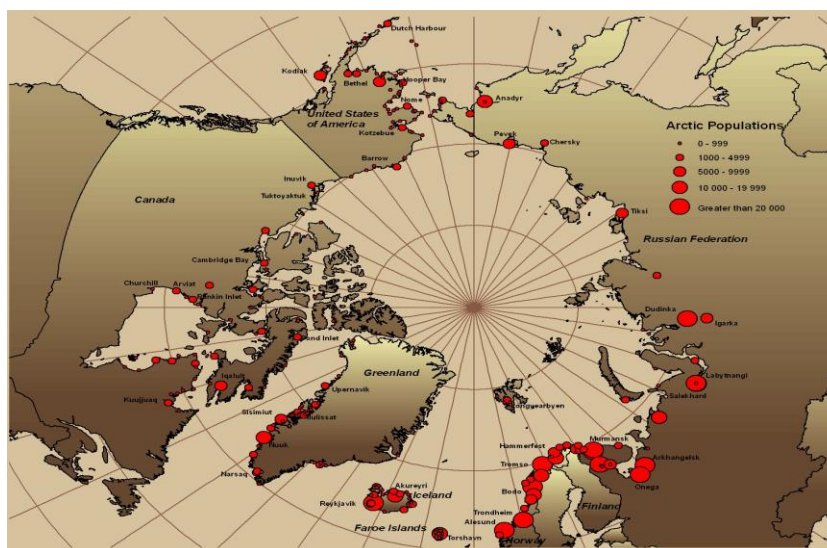 Dutch Harbour
Kodiak
Bethel
Hooper Bay
Nome
United States
of America
Kotzebue
Anadyr
Pevek
Chersky
Arctic Populations
0 - 999
1000 - 4999
5000 - 9999
10 000 - 19 999
Greater than 20 000
Barrow
Inuvik
Tuktoyaktuk
Canada
Tiksi
Russian Federation
Cambridge Bay
Churchill
Arviat
Rankin Inlet
Dudinka
Igarka
Pond Inlet
Greenland
Iqaluit
Kuujjuaq
Upernavik
Labytnangi
Salekhard
Longyearbyen
Sisimiut
Ilulissat
Nuuk
Narsaq
Hammerfest
Murmansk
Tromsø
Arkhangelsk
Onega
Akureyri
Iceland
Reykjavik
Bodo
Finland
Faroe Islands
Trondheim
Alesund
Torshavn
Norway